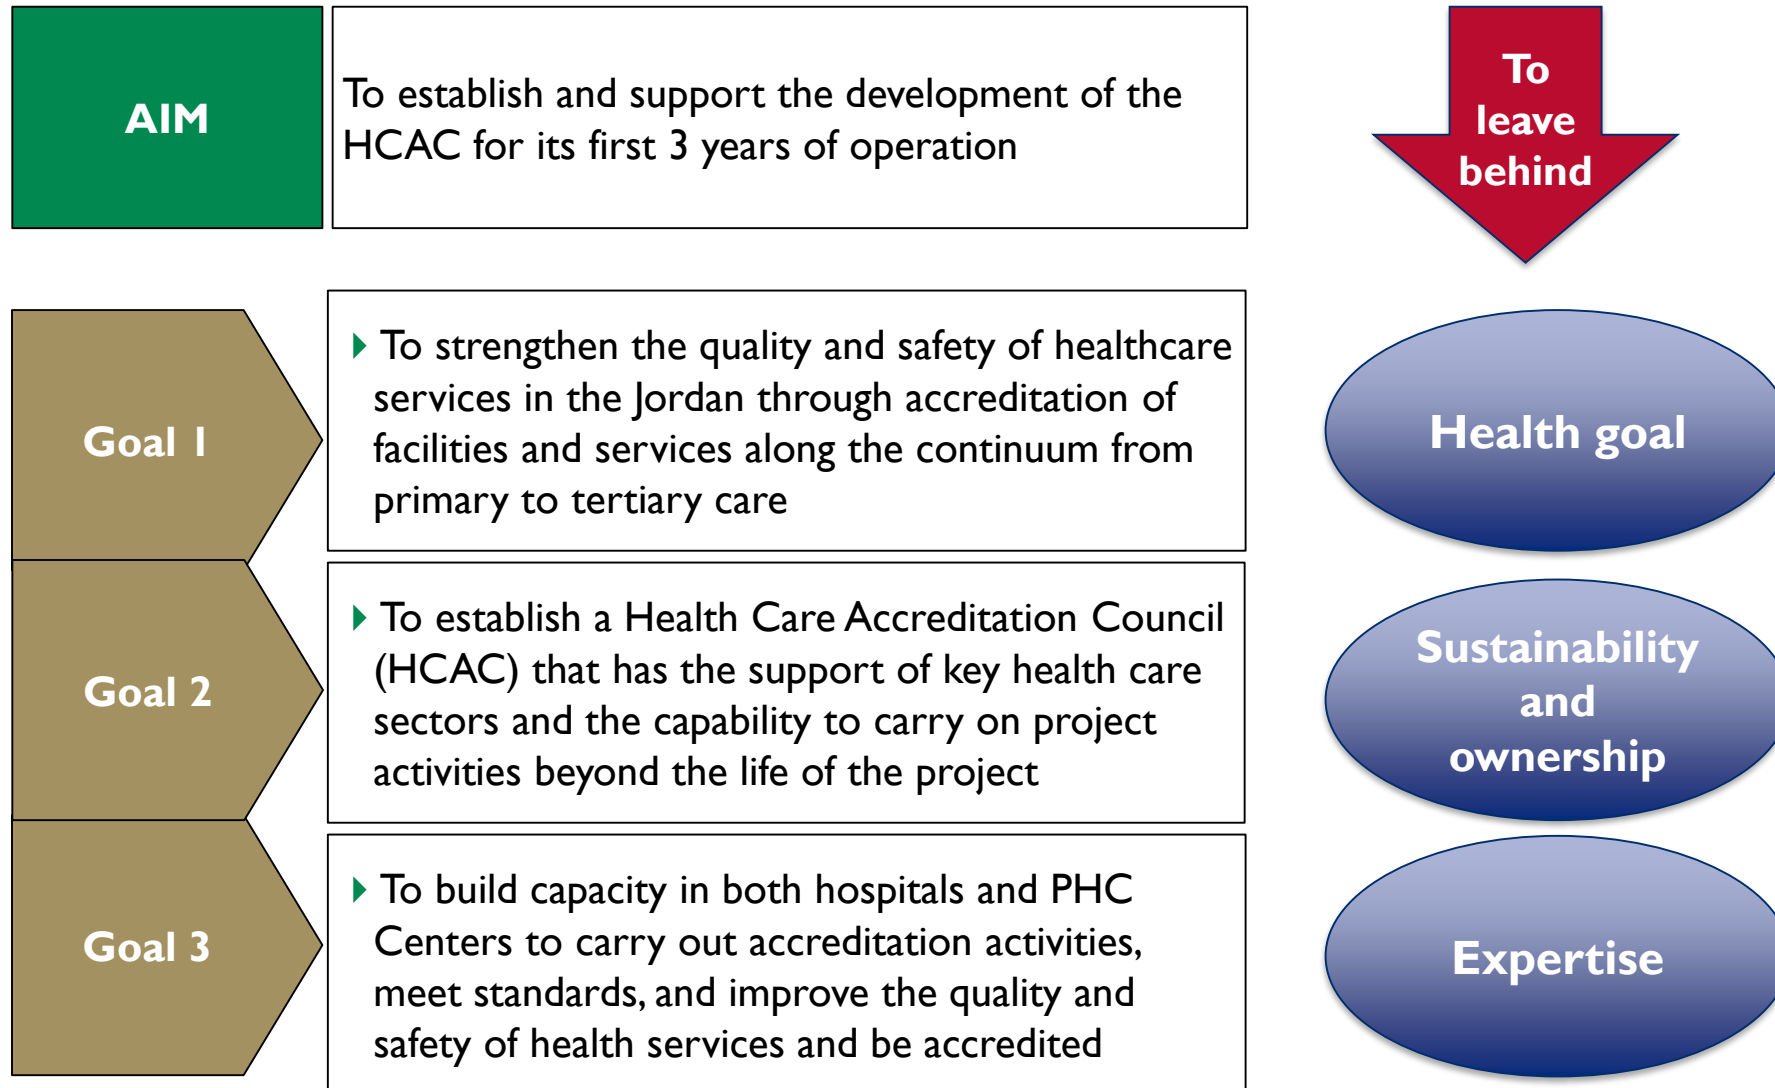 AIM
To establish and support the development of the
HCAC for its first 3 years of operation
To
leave
behind
Goal 1
To strengthen the quality and safety of healthcare
services in the Jordan through accreditation of
facilities and services along the continuum from
primary to tertiary care
Health goal
Goal 2
To establish a Health Care Accreditation Council
(HCAC) that has the support of key health care
sectors and the capability to carry on project
activities beyond the life of the project
Sustainability
and
ownership
Goal 3
To build capacity in both hospitals and PHC
Centers to carry out accreditation activities,
meet standards, and improve the quality and
safety of health services and be accredited
Expertise